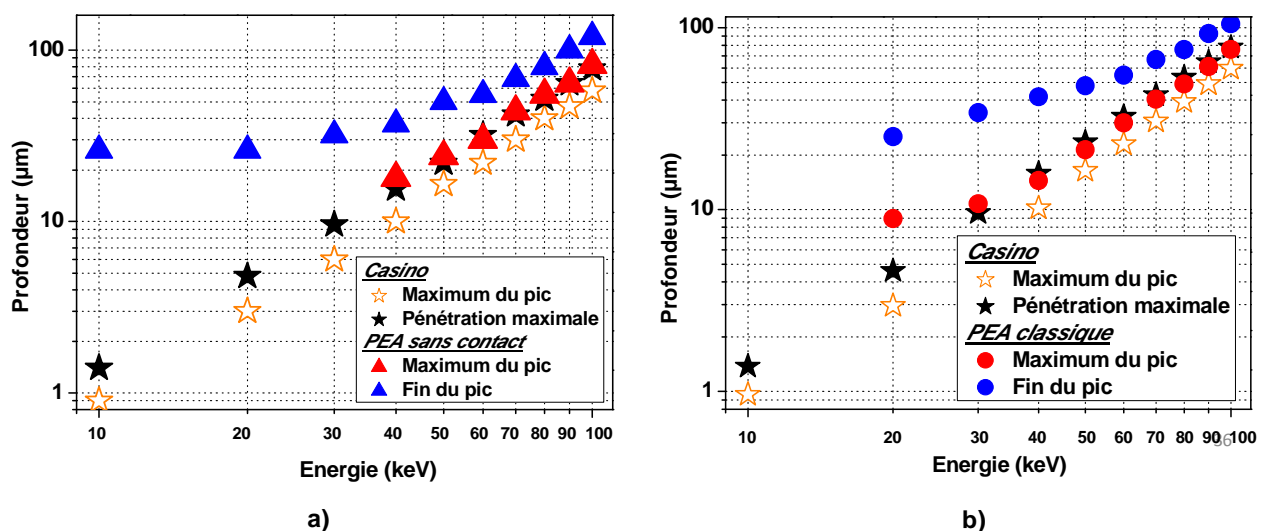 100
10
1
Profondeur (µm)
10 20 30 40 50 60 70 80 90 100
Energie (keV)
Casino
Maximum du pic
Pénétration maximale
PEA sans contact
Maximum du pic
Fin du pic
a)
100
10
1
Profondeur (µm)
10 20 30 40 50 60 70 80 90 100
36
Energie (keV)
Casino
Maximum du pic
Pénétration maximale
PEA classique
Maximum du pic
Fin du pic
b)